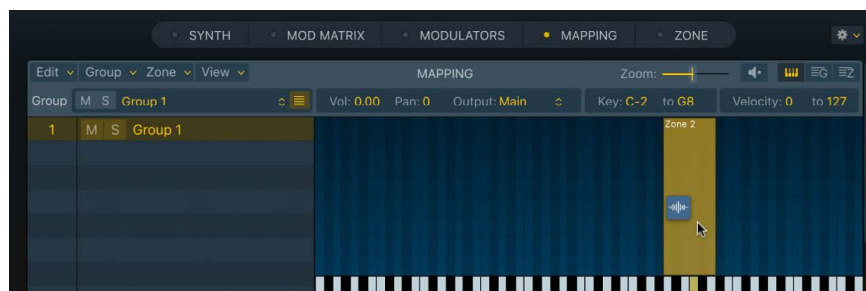 SYNTH MOD MATRIX MODULATORS MAPPING ZONE
Edit Group Zone View MAPPING Zoom: G Z
Group M S Group 1 Vol: 0.00 Pan: 0 Output: Main Key: C-2 to G8 Velocity: 0 to 127
1 M S Group 1 Zone 2